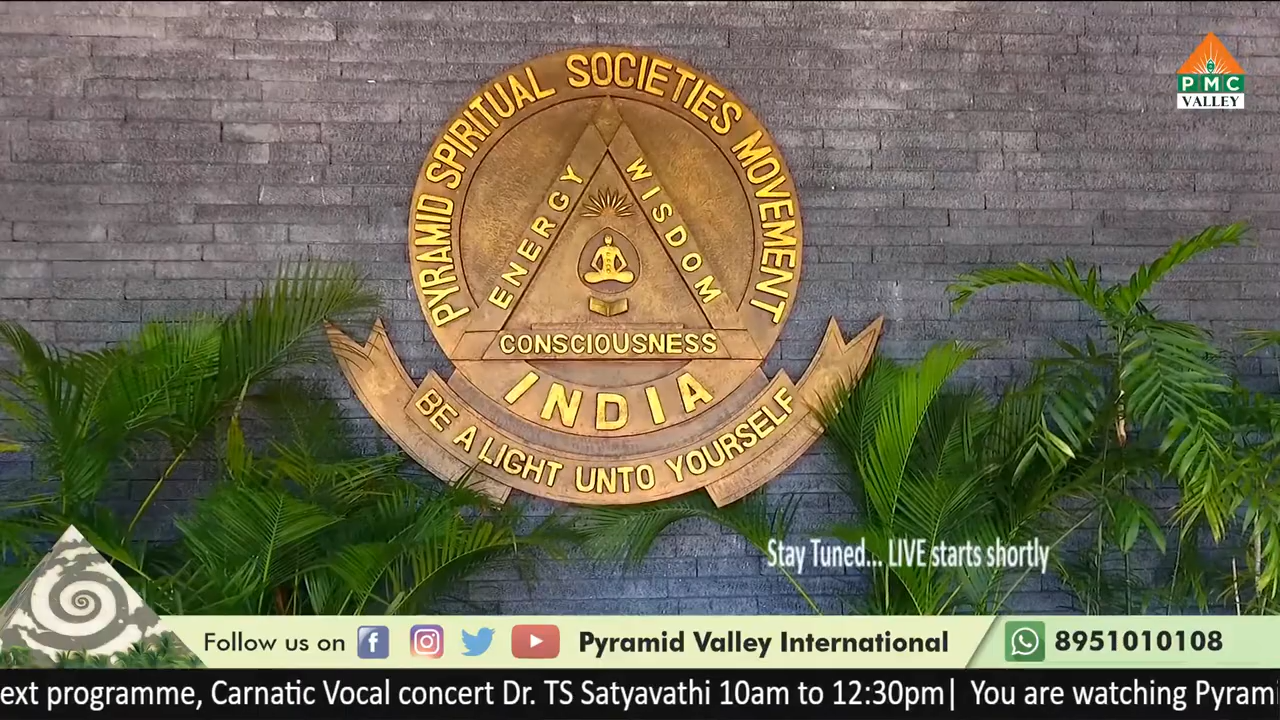 PMC
VALLEY
PYRAMID SPIRITUAL SOCIETIES MOVEMENT
ENERGY
WISDOM
CONSCIOUSNESS
INDIA
BE A LIGHT UNTO YOURSELF
Stay Tuned... LIVE starts shortly
Follow us on
Pyramid Valley International
8951010108
programme, Carnatic Vocal concert Dr. TS Satyavathi 10am to 12:30pm| You are watching